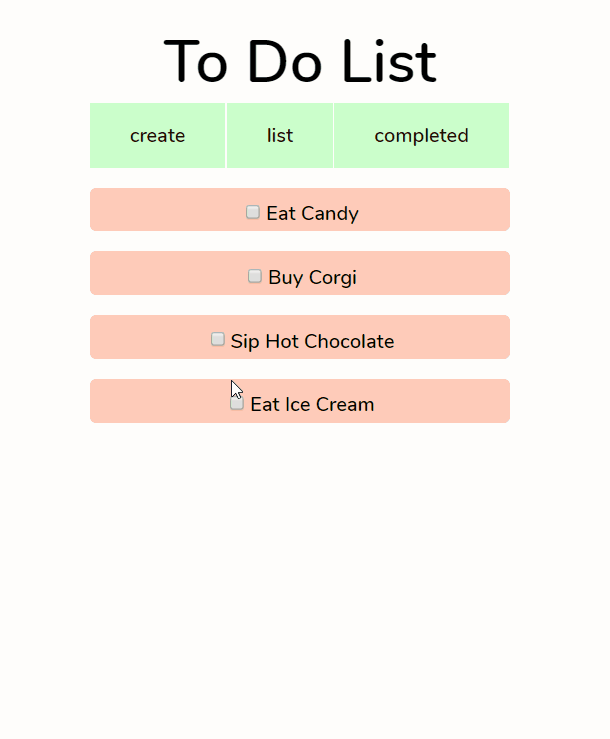 To Do List
create list completed
Eat Candy
Buy Corgi
Sip Hot Chocolate
Eat Ice Cream